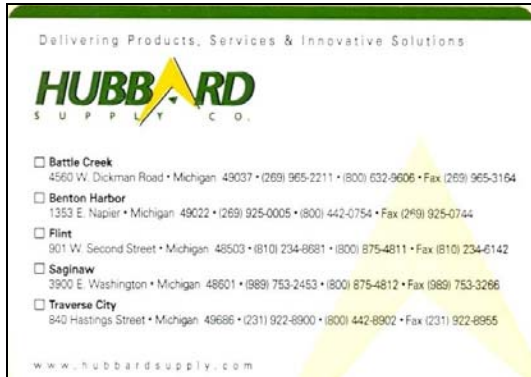 Delivering Products, Services & Innovative Solutions
HUBBARD
SUPPLY CO.
Battle Creek
4560 W. Dickman Road • Michigan 49037 • (269) 965-2211 • (800) 632-9606 • Fax (269) 965-3164
Benton Harbor
1353 E. Napier • Michigan 49022 • (269) 925-0005 • (800) 442-0754 • Fax (269) 925-0744
Flint
901 W. Second Street • Michigan 48503 • (810) 234-8681 • (800) 875-4811 • Fax (810) 234-6142
Saginaw
3900 E. Washington • Michigan 48601 • (989) 753-2453 • (800) 875-4812 • Fax (989) 753-3266
Traverse City
840 Hastings Street • Michigan 49686 • (231) 922-8900 • (800) 442-8902 • Fax (231) 922-8955
www.hubbardsupply.com